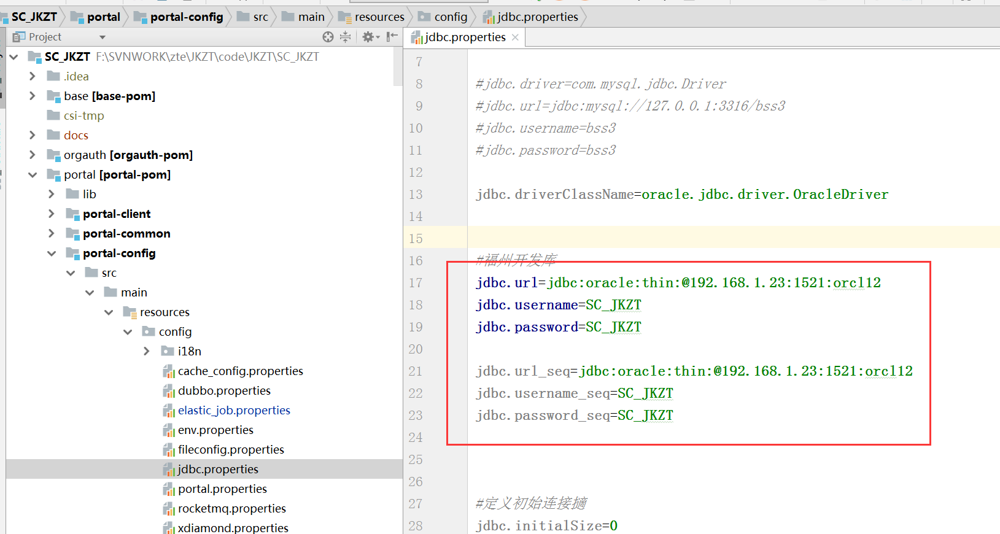 SC_JKZT portal portal-config src main resources config jdbc.properties
Project
jdbc.properties
SC_JKZT F:\SVNWORK\zte\JKZT\code\JKZT\SC_JKZT
.idea
base [base-pom]
csi-tmp
docs
orgauth [orgauth-pom]
portal [portal-pom]
lib
portal-client
portal-common
portal-config
src
main
resources
config
i18n
cache_config.properties
dubbo.properties
elastic_job.properties
env.properties
fileconfig.properties
jdbc.properties
portal.properties
rocketmq.properties
xdiamond.properties
7
8 #jdbc.driver=com.mysql.jdbc.Driver
9 #jdbc.url=jdbc:mysql://127.0.0.1:3316/bss3
10 #jdbc.username=bss3
11 #jdbc.password=bss3
12
13 jdbc.driverClassName=oracle.jdbc.driver.OracleDriver
14
15
16 #福州开发库
17 jdbc.url=jdbc:oracle:thin:@192.168.1.23:1521:orcl12
18 jdbc.username=SC_JKZT
19 jdbc.password=SC_JKZT
20
21 jdbc.url_seq=jdbc:oracle:thin:@192.168.1.23:1521:orcl12
22 jdbc.username_seq=SC_JKZT
23 jdbc.password_seq=SC_JKZT
24
25
26
27 #定义初始连接
28 jdbc.initialSize=0